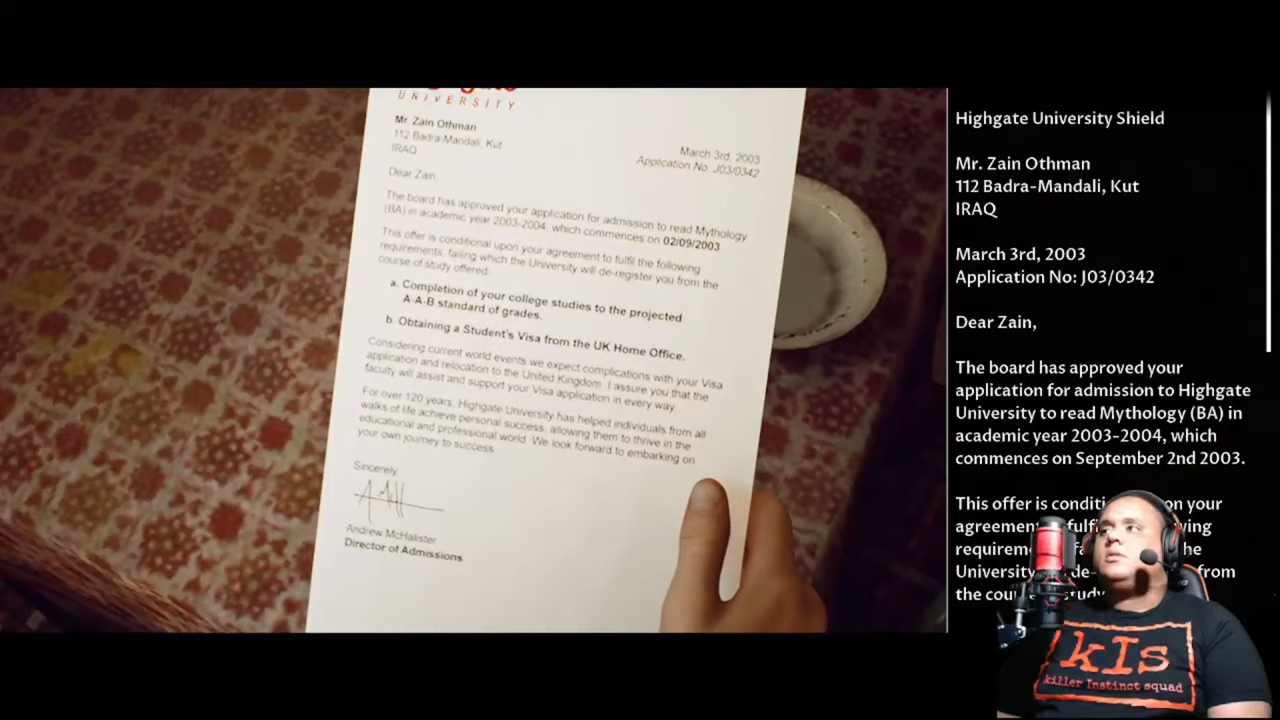 UNIVERSITY
Mr. Zain Othman
112 Badra-Mandali, Kut
IRAQ
March 3rd, 2003
Application No J03/0342
Dear Zain,
The board has approved your application for admission to read Mythology
(BA) in academic year 2003-2004, which commences on 02/09/2003
This offer is conditional upon your agreement to fulfil the following
requirements, failing which the University will de-register you from the
course of study offered:
a. Completion of your college studies to the projected
A-A-B standard of grades.
b. Obtaining a Student's Visa from the UK Home Office.
Considering current world events we expect complications with your Visa
application and relocation to the United Kingdom. I assure you that the
faculty will assist and support your Visa application in every way
For over 120 years, Highgate University has helped individuals from all
walks of life achieve personal success, allowing them to thrive in the
educational and professional world. We look forward to embarking on
your own journey to success.
Sincerely,
Andrew McHalister
Director of Admissions
Highgate University Shield
Mr. Zain Othman
112 Badra-Mandali, Kut
IRAQ
March 3rd, 2003
Application No: J03/0342
Dear Zain,
The board has approved your
application for admission to Highgate
University to read Mythology (BA) in
academic year 2003-2004, which
commences on September 2nd 2003.
This offer is on your
agreement
the
University from
the
kIs
killer Instinct squad